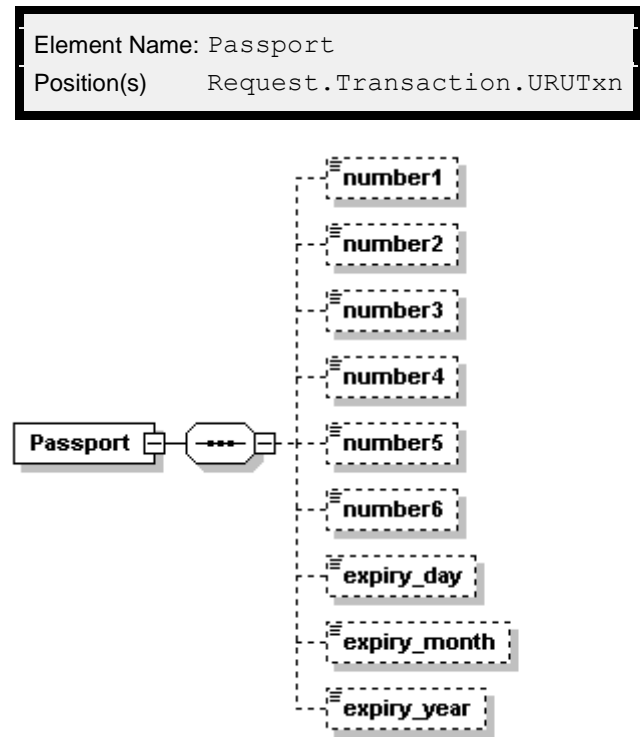 Element Name: Passport
Position(s) Request.Transaction.URUTxn
number1
number2
number3
number4
Passport
number5
number6
expiry_day
expiry_month
expiry_year